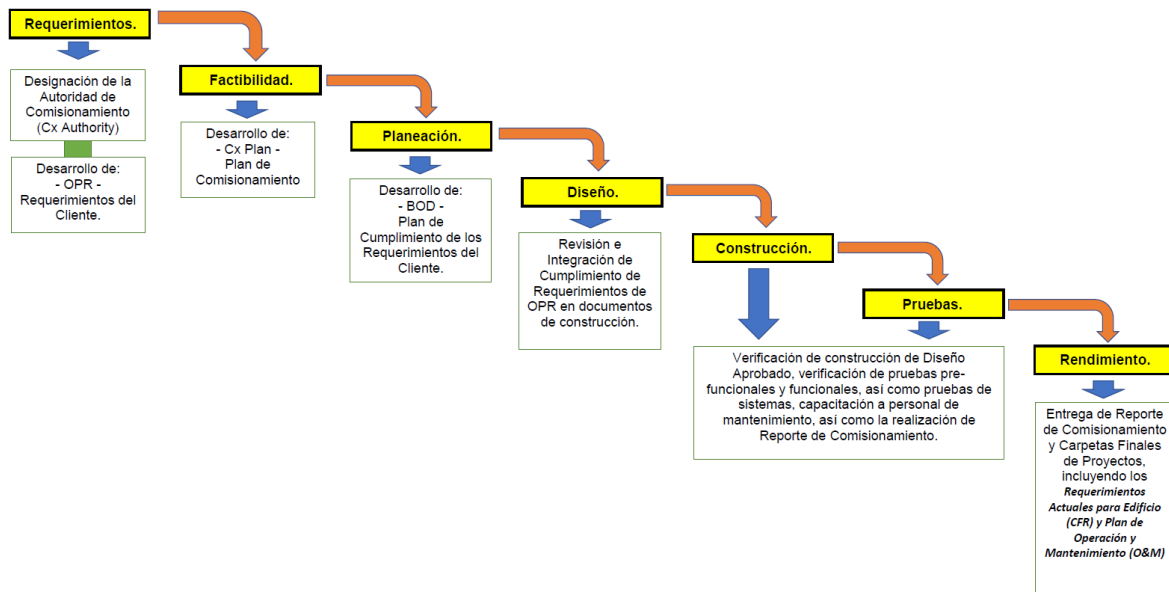 Requerimientos.
Designación de la
Autoridad de
Comisionamiento
(Cx Authority)
Desarrollo de:
- OPR -
Requerimientos del
Cliente.
Factibilidad.
Desarrollo de:
- Cx Plan -
Plan de
Comisionamiento
Planeación.
Desarrollo de:
- BOD -
Plan de
Cumplimiento de los
Requerimientos del
Cliente.
Diseño.
Revisión e
Integración de
Cumplimiento de
Requerimientos de
OPR en documentos
de construcción.
Construcción.
Pruebas.
Verificación de construcción de Diseño
Aprobado, verificación de pruebas pre-
funcionales y funcionales, así como pruebas de
sistemas, capacitación a personal de
mantenimiento, así como la realización de
Reporte de Comisionamiento.
Rendimiento.
Entrega de Reporte
de Comisionamiento
y Carpetas Finales
de Proyectos,
incluyendo los
Requerimientos
Actuales para Edificio
(CFR) y Plan de
Operación y
Mantenimiento (O&M)